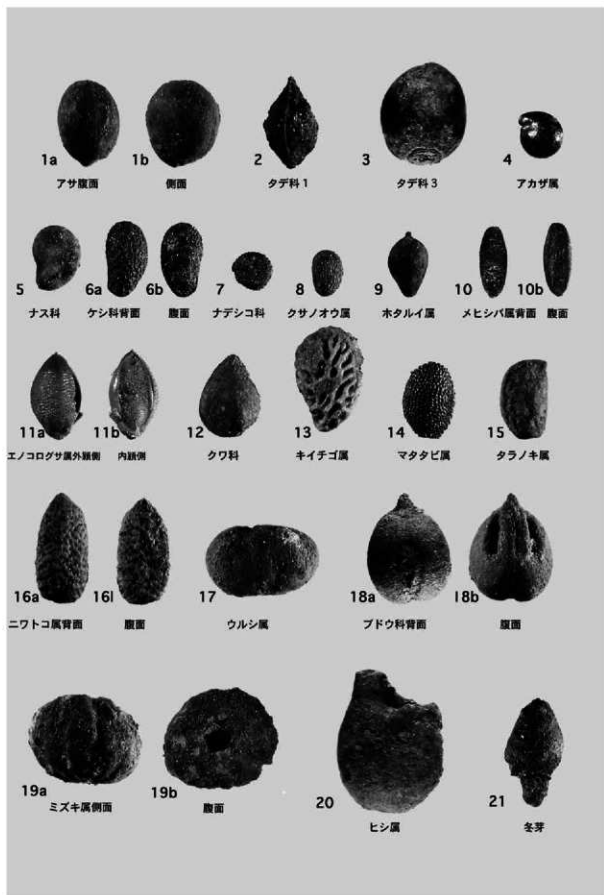 1a 1b 2 3 4
アサ腹面 側面 タデ科1 タデ科3 アカザ属
5 6a 6b 7 8 9 10 10b
ナス科 ケシ科背面 腹面 ナデシコ科 クサノオウ属 ホタルイ属 メヒシバ属背面 腹面
11a 11b 12 13 14 15
エノコログサ属外頴側 内頴側 クワ科 キイチゴ属 マタタビ属 タラノキ属
16a 16l 17 18a 18b
ニワトコ属背面 腹面 ウルシ属 ブドウ科背面 腹面
19a 19b 20 21
ミズキ属側面 腹面 ヒシ属 冬芽